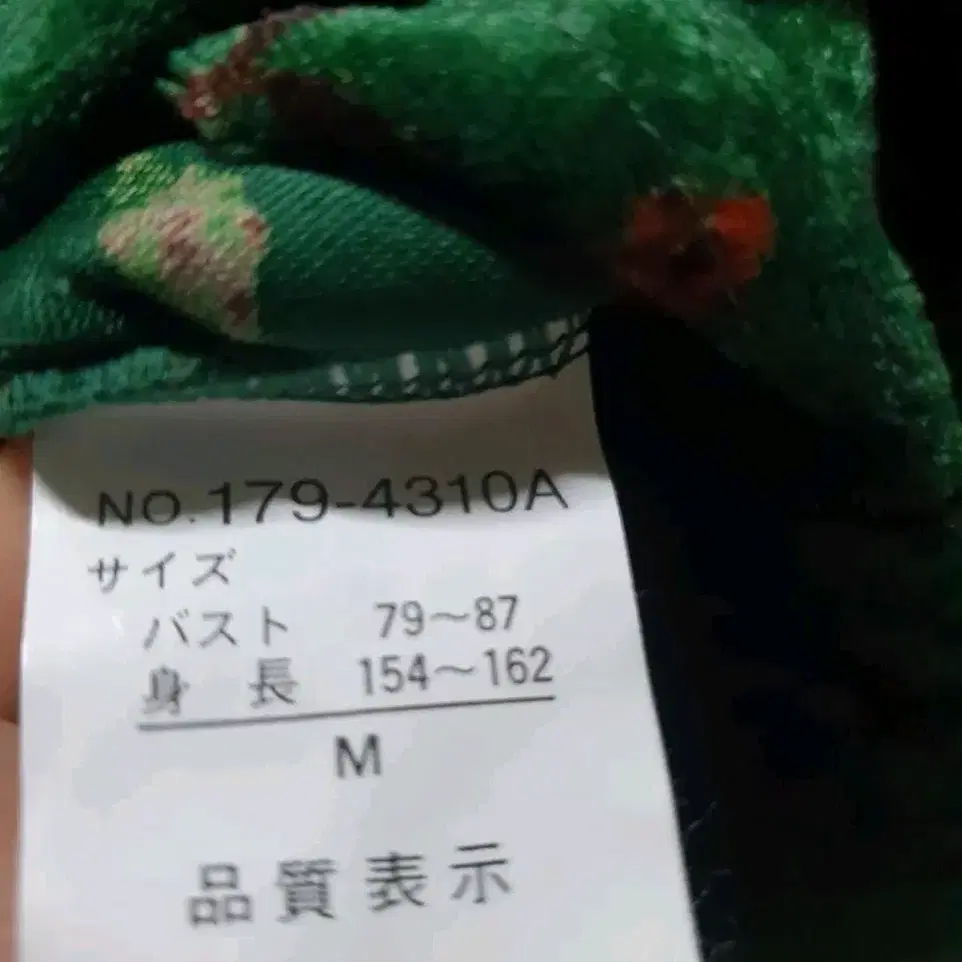 NO.179-4310A
サイズ
バスト 79～87
身 長 154～162
M
品質表示